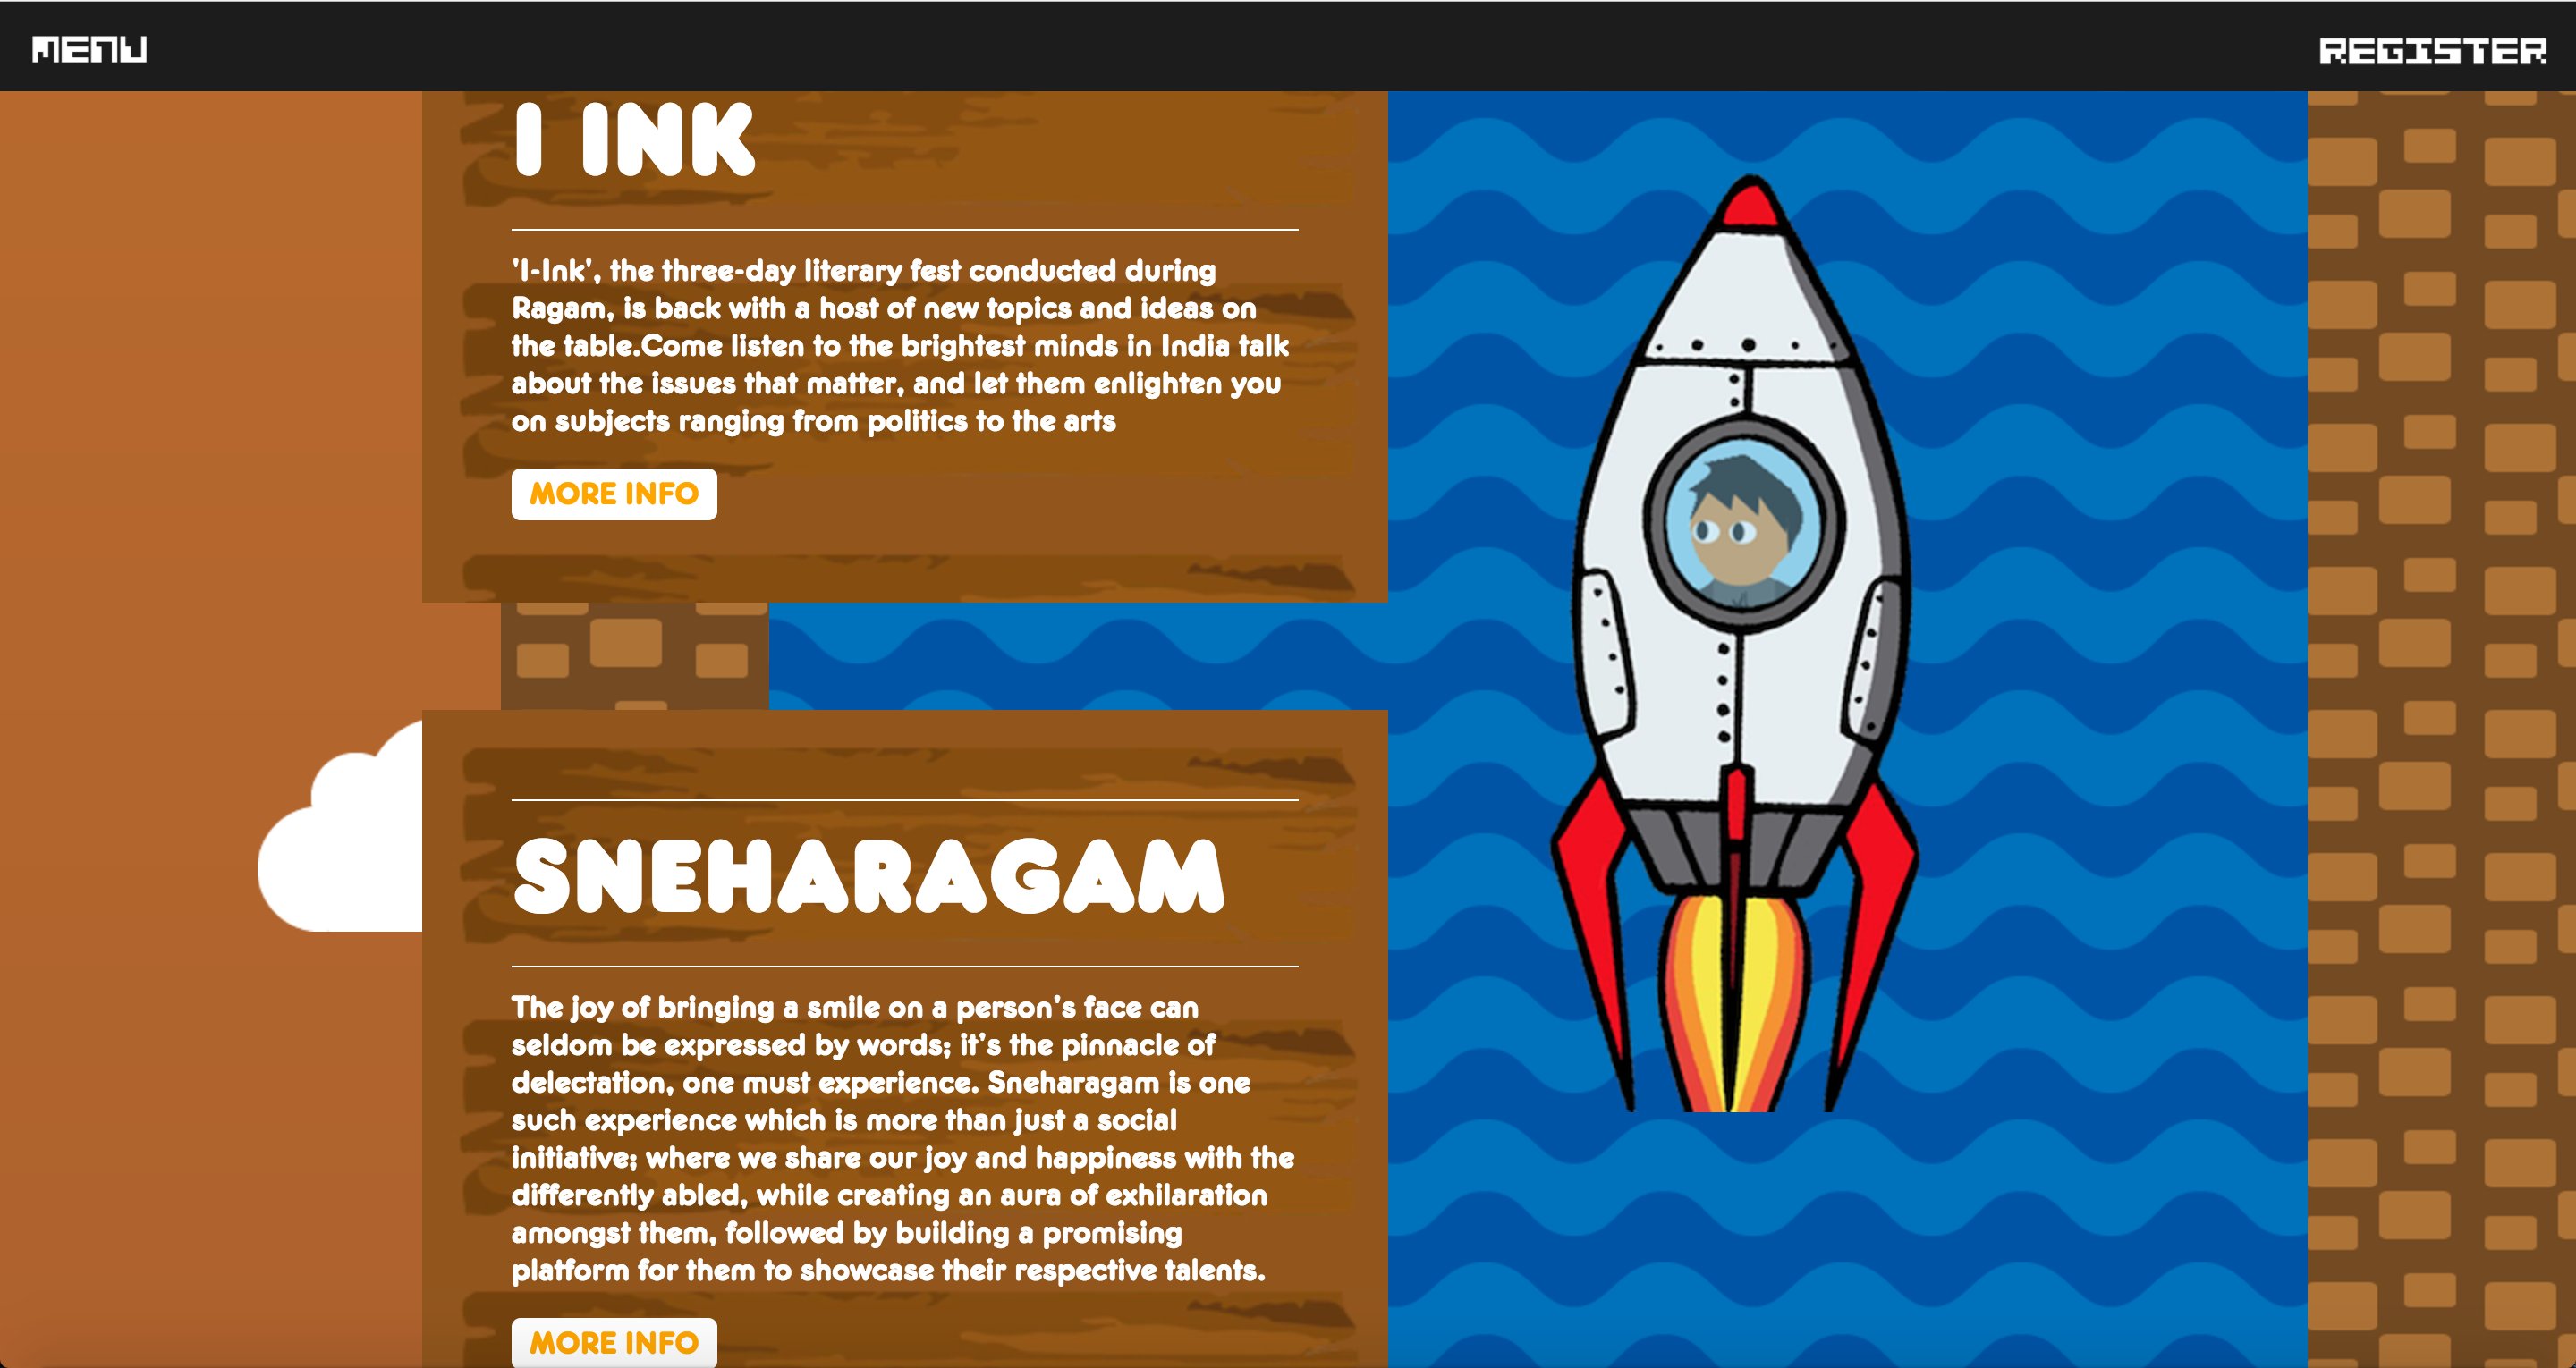 MENU
REGISTER
I INK
'I-Ink', the three-day literary fest conducted during
Ragam, is back with a host of new topics and ideas on
the table.Come listen to the brightest minds in India talk
about the issues that matter, and let them enlighten you
on subjects ranging from politics to the arts
MORE INFO
SNEHARAGAM
The joy of bringing a smile on a person's face can
seldom be expressed by words; it's the pinnacle of
delectation, one must experience. Sneharagam is one
such experience which is more than just a social
initiative; where we share our joy and happiness with the
differently abled, while creating an aura of exhilaration
amongst them, followed by building a promising
platform for them to showcase their respective talents.
MORE INFO